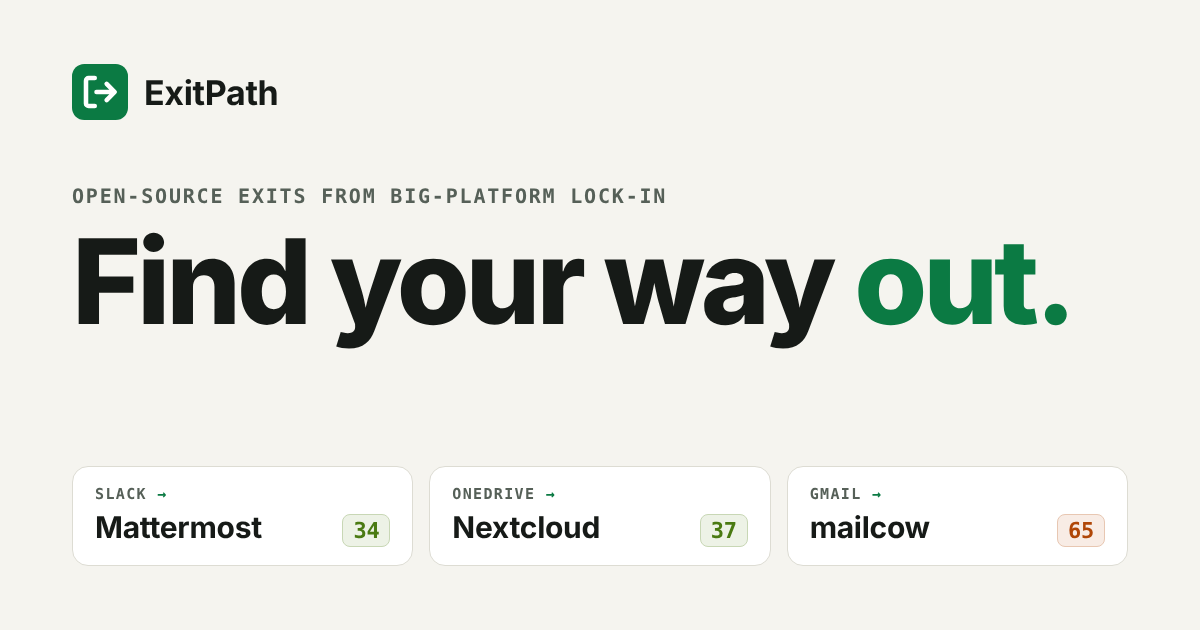 ExitPath
OPEN-SOURCE EXITS FROM BIG-PLATFORM LOCK-IN
Find your way out.
SLACK →
Mattermost
34
ONEDRIVE →
Nextcloud
37
GMAIL →
mailcow
65